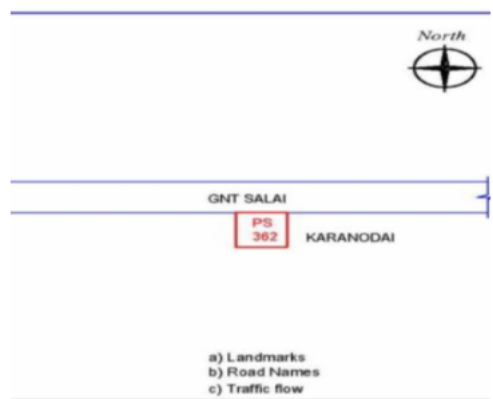 North
GNT SALAI
PS
362
KARANODAI
a) Landmarks
b) Road Names
c) Traffic flow